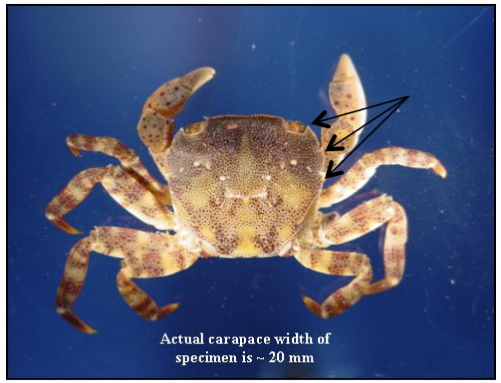 Actual carapace width of
specimen is ~ 20 mm